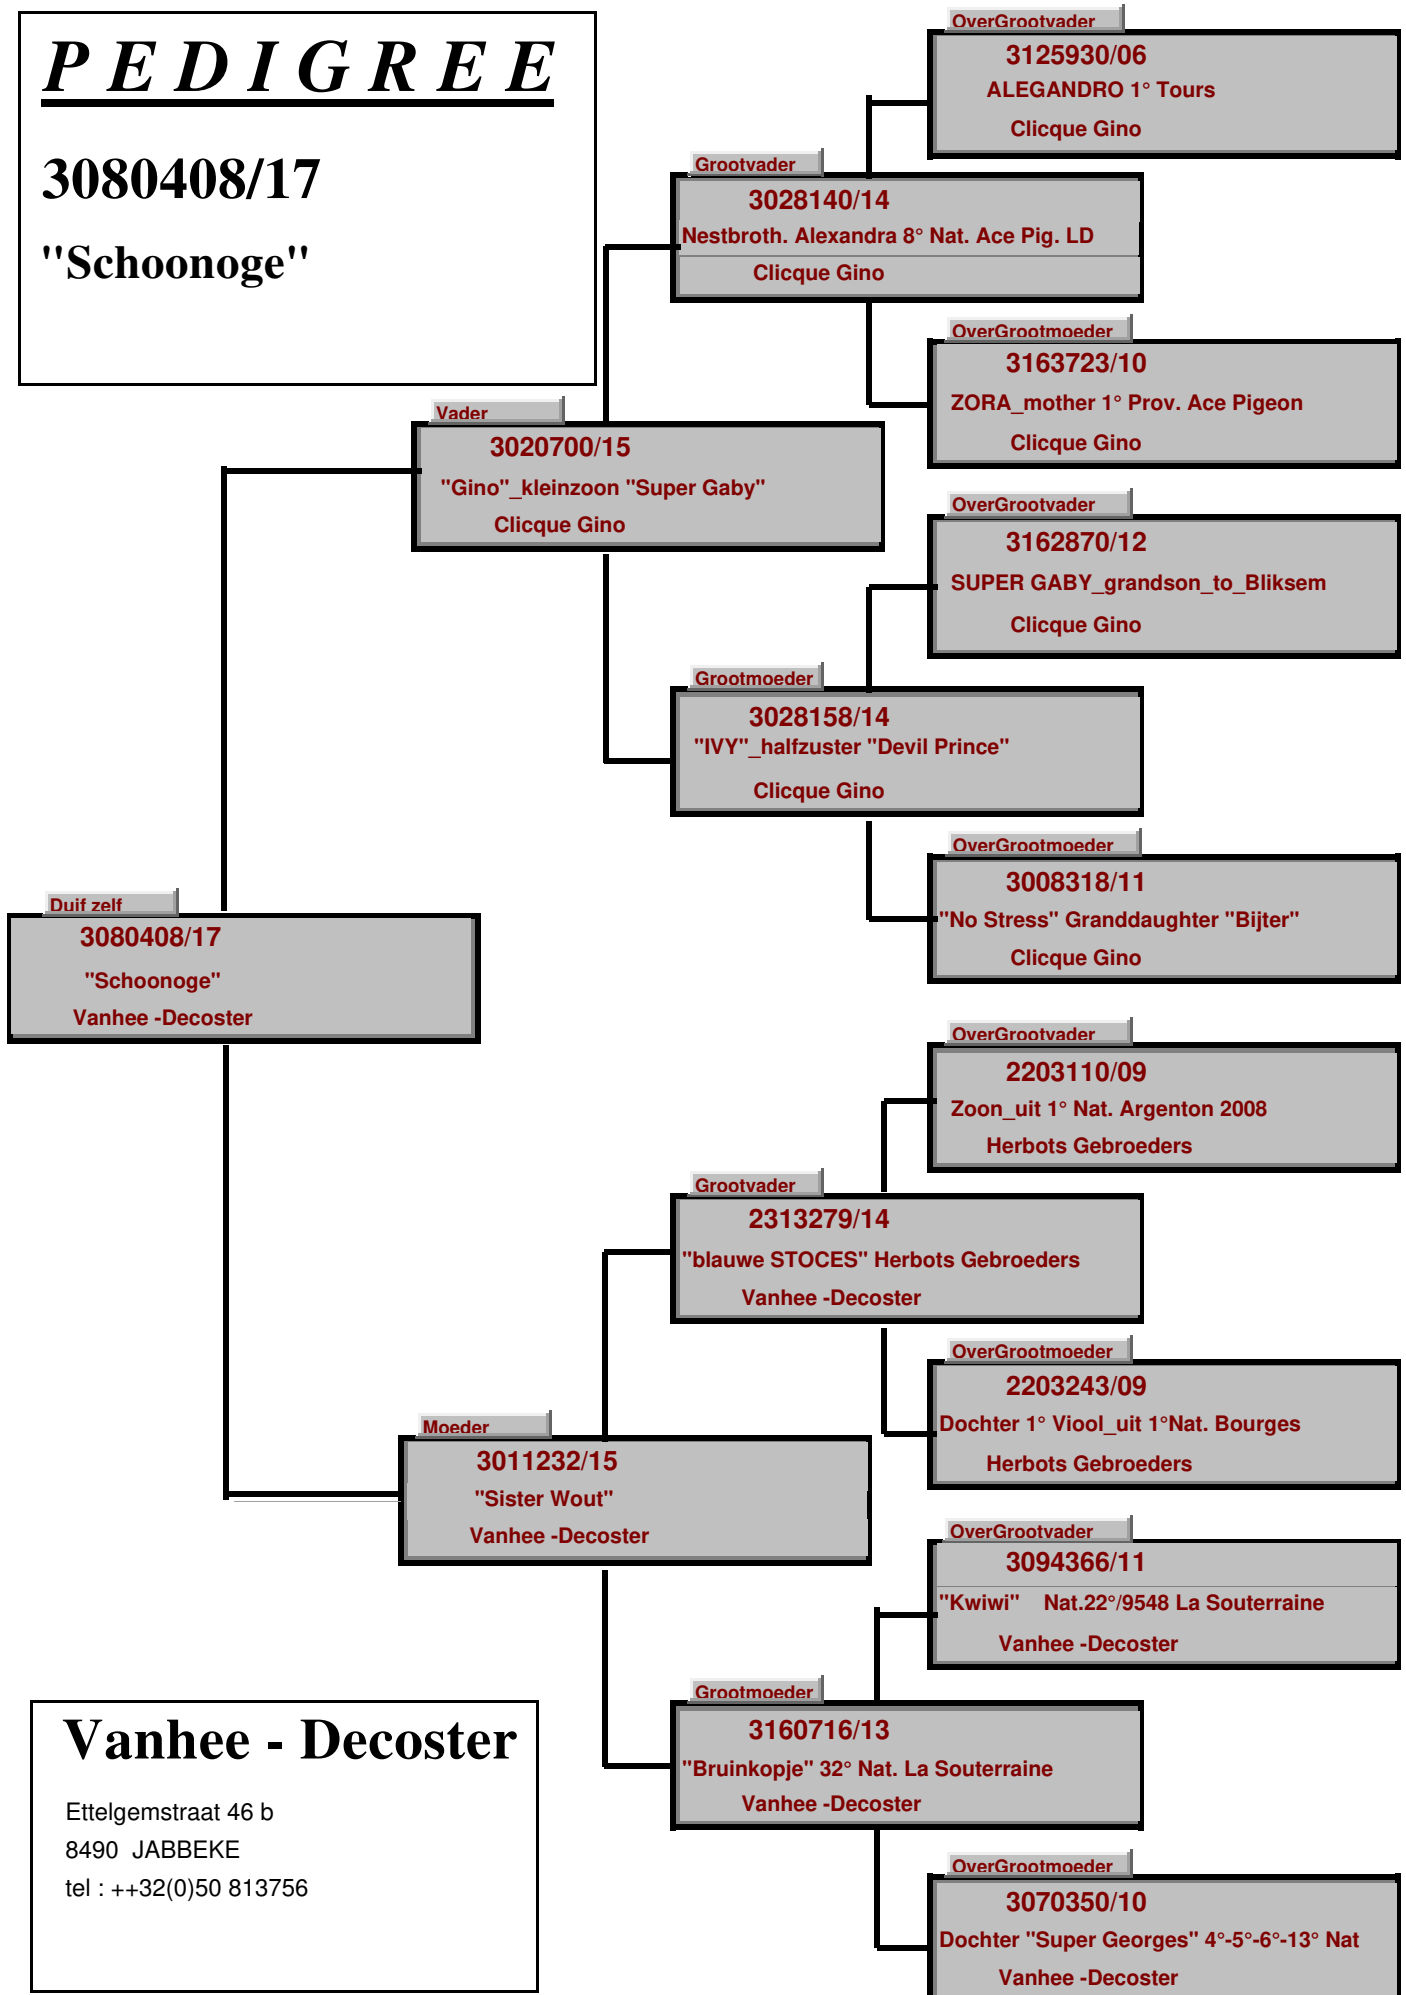 P E D I G R E E
3080408/17
"Schoonoge"
OverGrootvader
3125930/06
ALEGANDRO 1° Tours
Clicque Gino
Grootvader
3028140/14
Nestbroth. Alexandra 8° Nat. Ace Pig. LD
Clicque Gino
OverGrootmoeder
3163723/10
ZORA_mother 1° Prov. Ace Pigeon
Clicque Gino
Vader
3020700/15
"Gino"_kleinzoon "Super Gaby"
Clicque Gino
OverGrootvader
3162870/12
SUPER GABY_grandson_to_Bliksem
Clicque Gino
Grootmoeder
3028158/14
"IVY"_halfzuster "Devil Prince"
Clicque Gino
OverGrootmoeder
3008318/11
"No Stress" Granddaughter "Bijter"
Clicque Gino
Duif zelf
3080408/17
"Schoonoge"
Vanhee -Decoster
OverGrootvader
2203110/09
Zoon_uit 1° Nat. Argenton 2008
Herbots Gebroeders
Grootvader
2313279/14
"blauwe STOCES" Herbots Gebroeders
Vanhee -Decoster
OverGrootmoeder
2203243/09
Dochter 1° Viool_uit 1°Nat. Bourges
Herbots Gebroeders
Moeder
3011232/15
"Sister Wout"
Vanhee -Decoster
OverGrootvader
3094366/11
"Kwiwi" Nat.22°/9548 La Souterraine
Vanhee -Decoster
Grootmoeder
3160716/13
"Bruinkopje" 32° Nat. La Souterraine
Vanhee -Decoster
OverGrootmoeder
3070350/10
Dochter "Super Georges" 4°-5°-6°-13° Nat
Vanhee -Decoster
Vanhee - Decoster
Ettelgemstraat 46 b
8490 JABBEKE
tel : ++32(0)50 813756